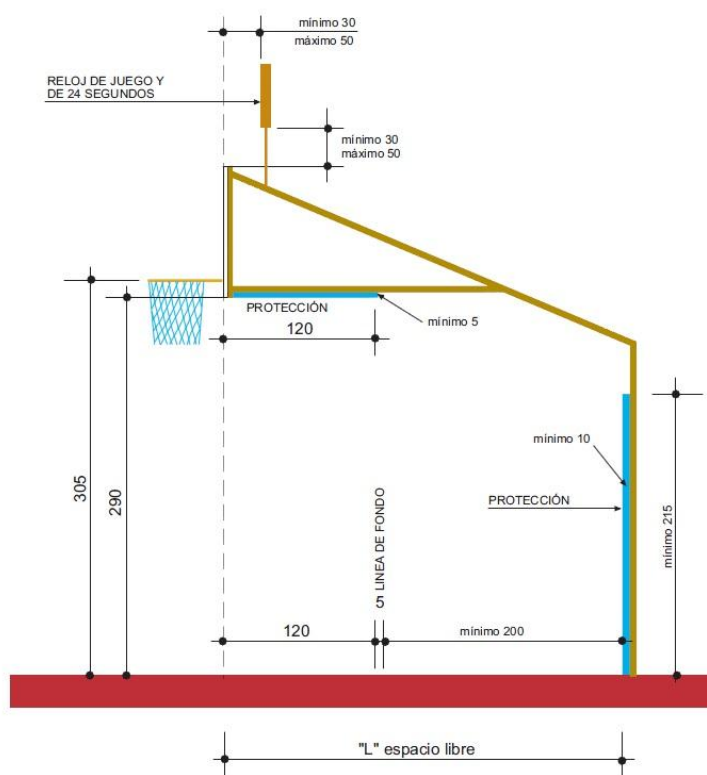 mínimo 30
máximo 50
RELOJ DE JUEGO Y
DE 24 SEGUNDOS
mínimo 30
máximo 50
PROTECCIÓN
mínimo 5
120
mínimo 10
PROTECCIÓN
305
290
mínimo 215
5 LINEA DE FONDO
120
mínimo 200
"L" espacio libre